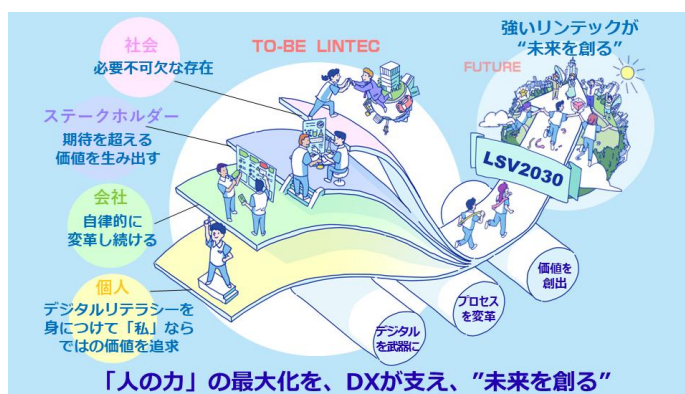 社会
必要不可欠な存在
ステークホルダー
期待を超える
価値を生み出す
会社
自律的に
変革し続ける
個人
デジタルリテラシーを
身につけて「私」なら
ではの価値を追求
TO-BE LINTEC
強いリンテックが
“未来を創る”
FUTURE
LSV2030
価値を
創出
プロセス
を変革
デジタル
を武器に
「人の力」の最大化を、DXが支え、”未来を創る”